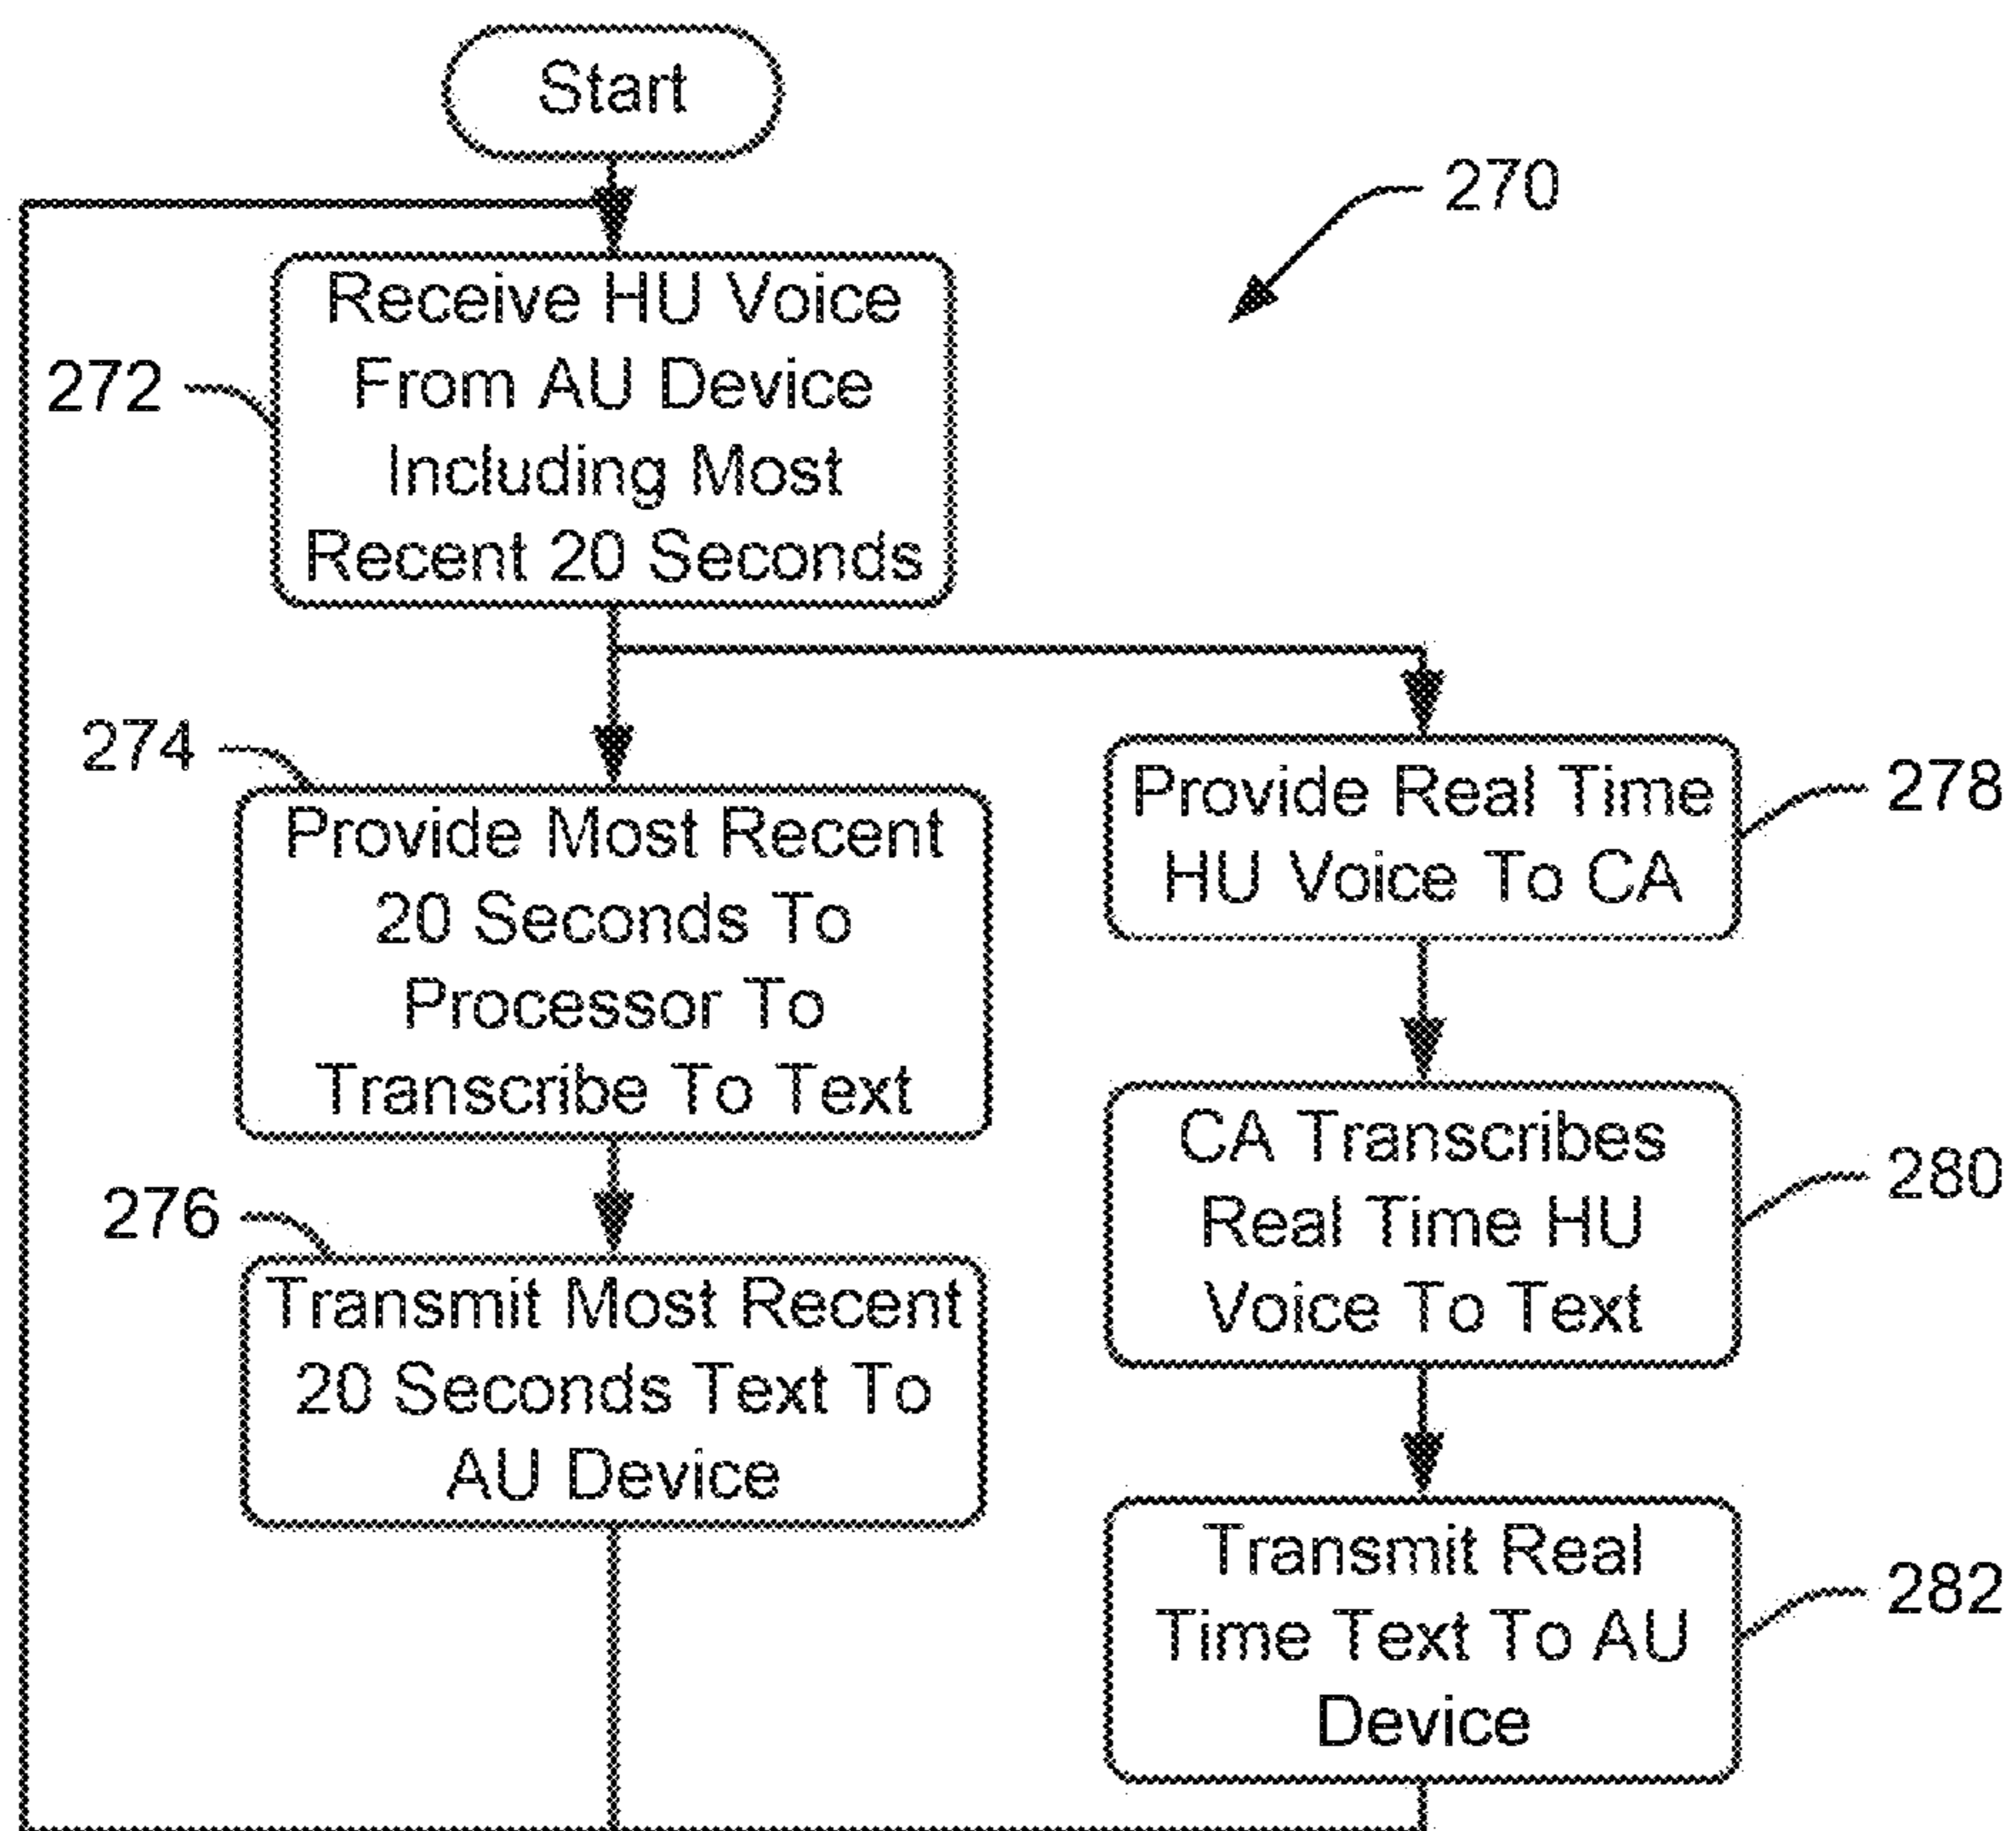 Start
270
272
Receive HU Voice
From AU Device
Including Most
Recent 20 Seconds
274
Provide Most Recent
20 Seconds To
Processor To
Transcribe To Text
276
Transmit Most Recent
20 Seconds Text To
AU Device
278
Provide Real Time
HU Voice To CA
280
CA Transcribes
Real Time HU
Voice To Text
282
Transmit Real
Time Text To AU
Device